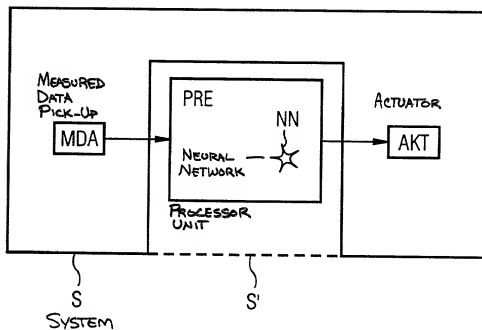 MEASURED
DATA
PICK-UP
MDA
PRE
NN
NEURAL
NETWORK
PROCESSOR
UNIT
ACTUATOR
AKT
S
SYSTEM
S'